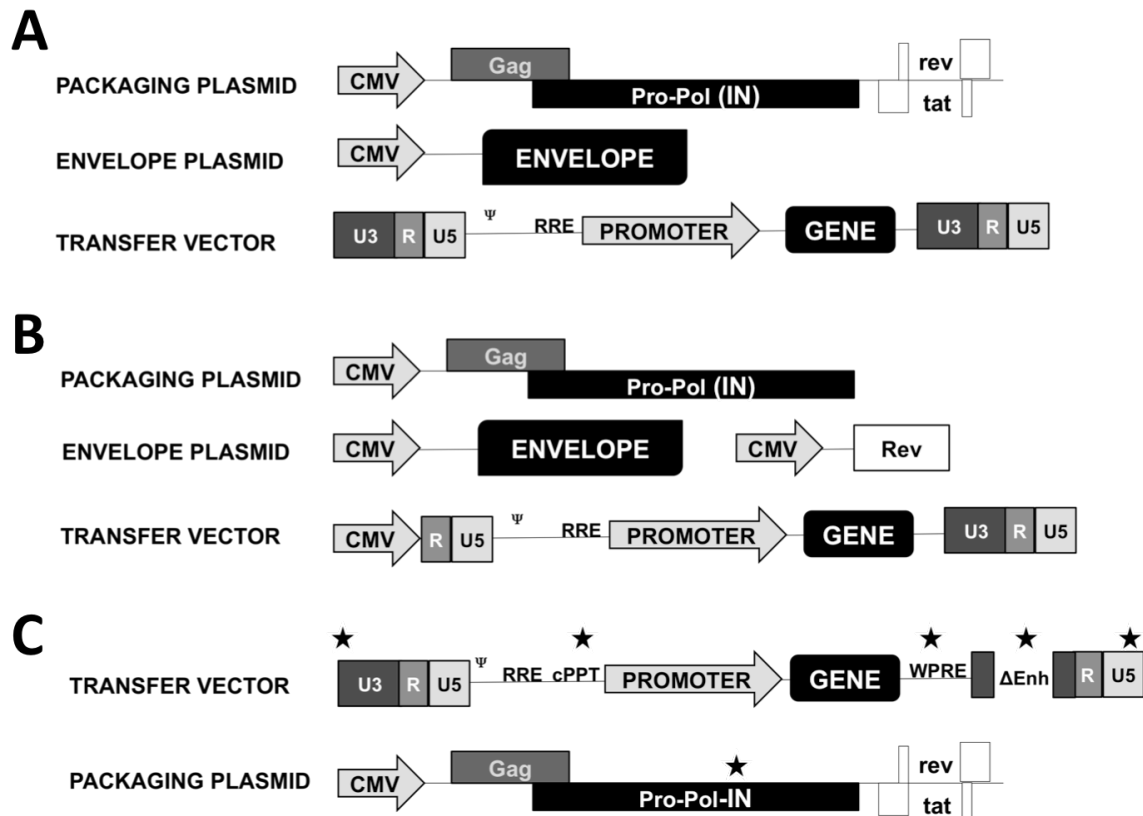 A
PACKAGING PLASMID CMV Gag rev
Pro-Pol (IN) tat
ENVELOPE PLASMID CMV ENVELOPE
TRANSFER VECTOR U3 R U5 Ψ RRE PROMOTER GENE U3 R U5
B
PACKAGING PLASMID CMV Gag
Pro-Pol (IN)
ENVELOPE PLASMID CMV ENVELOPE CMV Rev
TRANSFER VECTOR CMV R U5 Ψ RRE PROMOTER GENE U3 R U5
C
TRANSFER VECTOR U3 R U5 Ψ RRE cPPT PROMOTER GENE WPRE ΔEnh R U5
PACKAGING PLASMID CMV Gag rev
Pro-Pol-IN tat